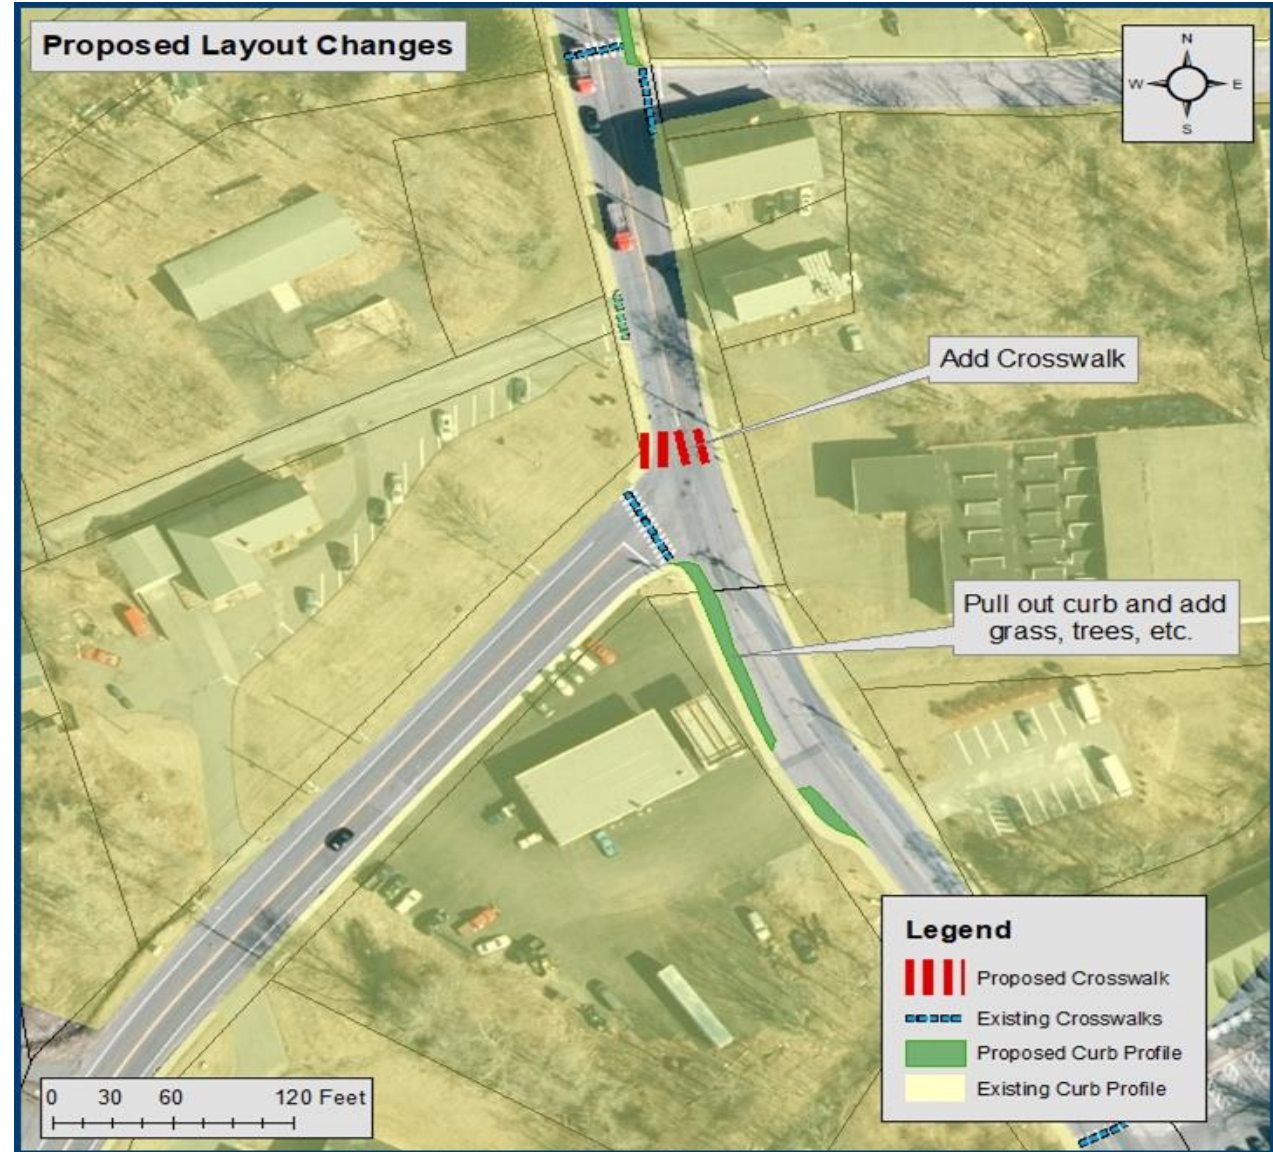 Proposed Layout Changes
N
W E
S
Add Crosswalk
Pull out curb and add
grass, trees, etc.
Legend
Proposed Crosswalk
Existing Crosswalks
Proposed Curb Profile
Existing Curb Profile
0 30 60 120 Feet